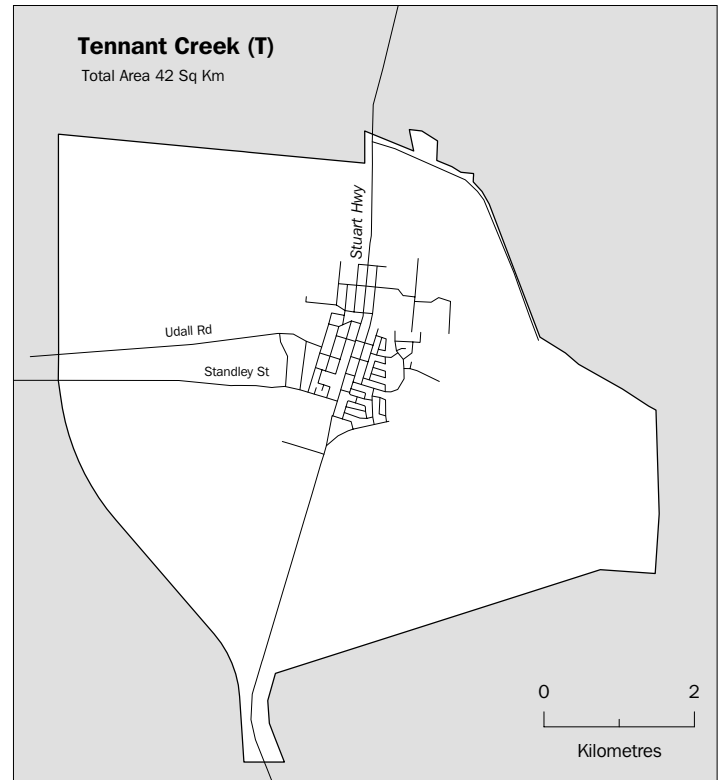 Tennant Creek (T)
Total Area 42 Sq Km
Stuart Hwy
Udall Rd
Standley St
0 2
Kilometres